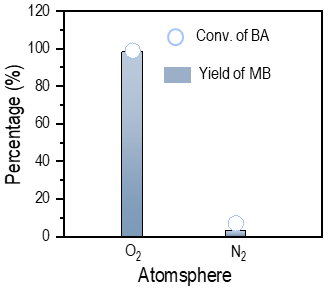 120
100
80
60
40
20
0
Percentage (%)
Conv. of BA
Yield of MB
O₂
N₂
Atomsphere